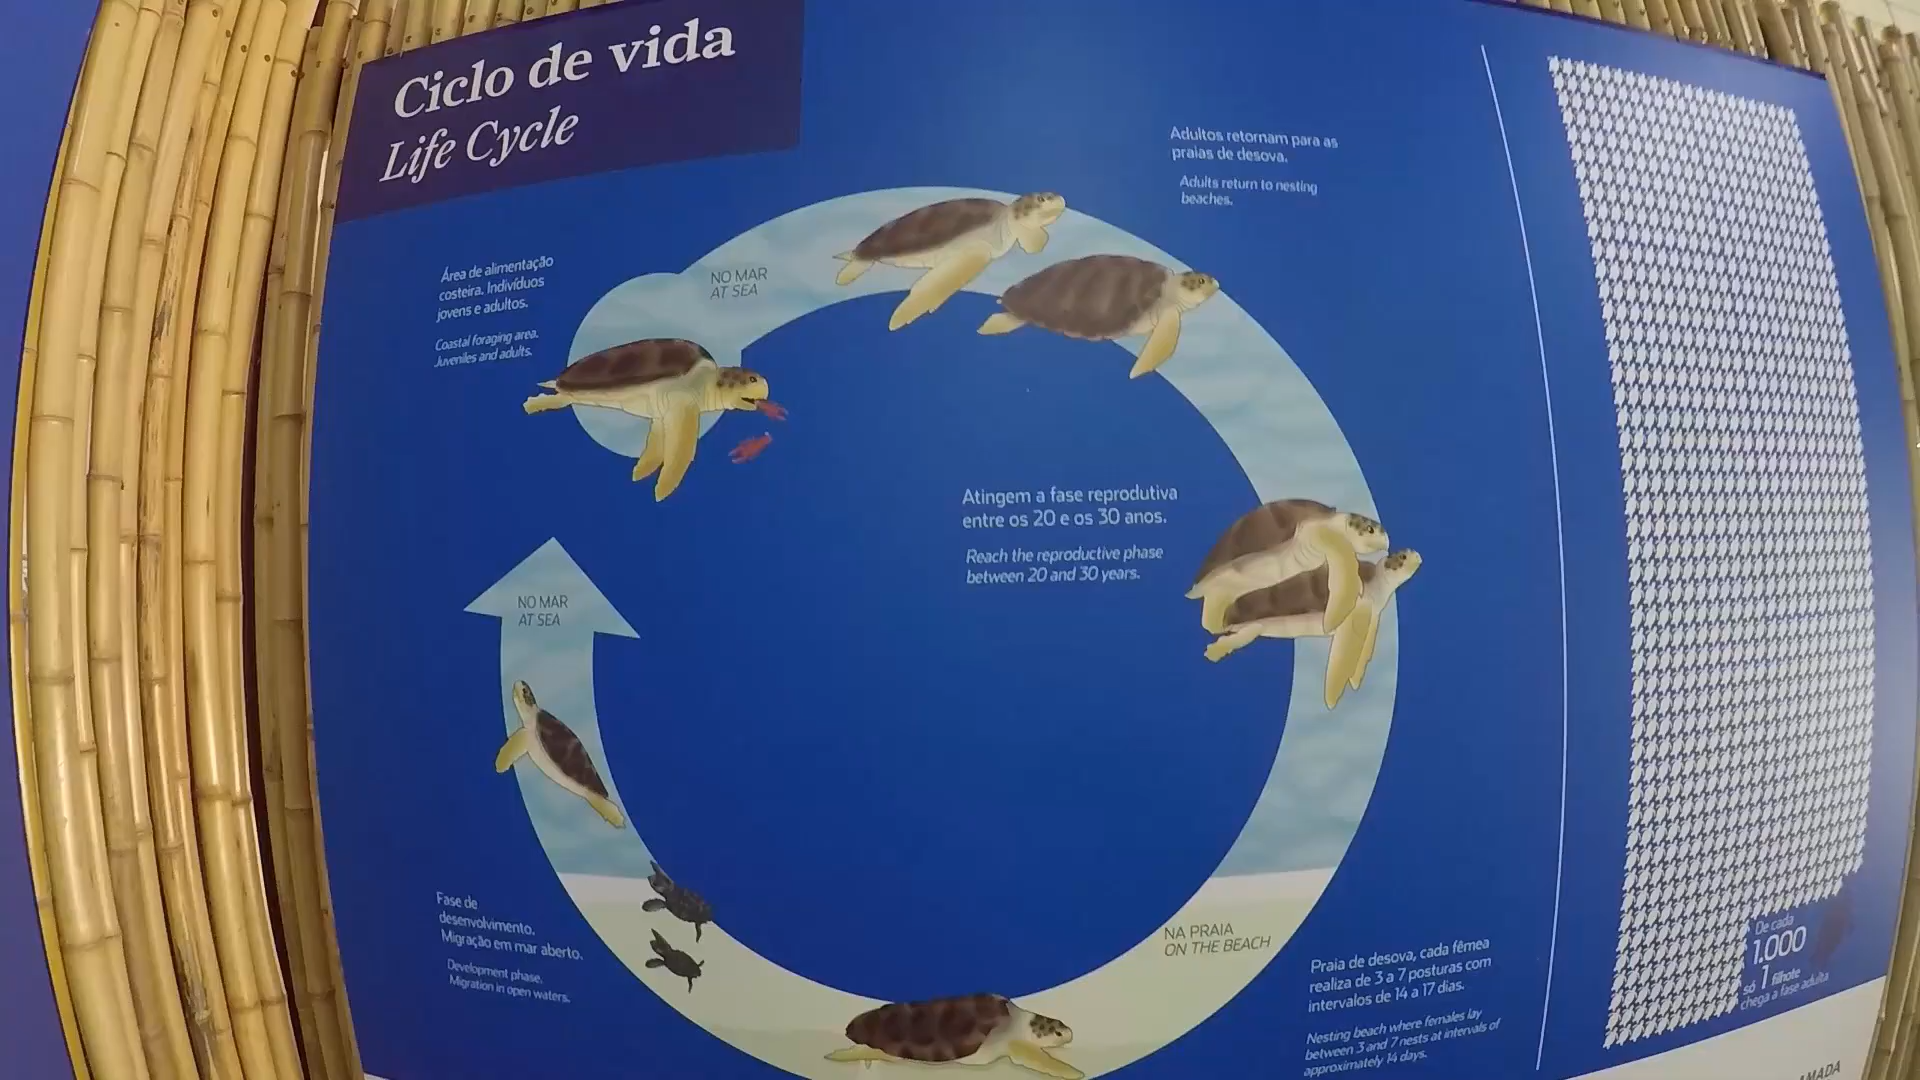 Ciclo de vida
Life Cycle
Adultos retornam para as
praias de desova.
Adults return to nesting
beaches.
Área de alimentação
costeira. Indivíduos
jovens e adultos.
Coastal foraging area.
Juveniles and adults.
NO MAR
AT SEA
Atingem a fase reprodutiva
entre os 20 e os 30 anos.
Reach the reproductive phase
between 20 and 30 years.
NO MAR
AT SEA
Fase de
desenvolvimento.
Migração em mar aberto.
Development phase.
Migration in open waters.
NA PRAIA
ON THE BEACH
Praia de desova, cada fêmea
realiza de 3 a 7 posturas com
intervalos de 14 a 17 dias.
Nesting beach where females lay
between 3 and 7 nests at intervals of
approximately 14 days.
De cada
1.000
só 1 filhote
chega a fase adulta
AMADA